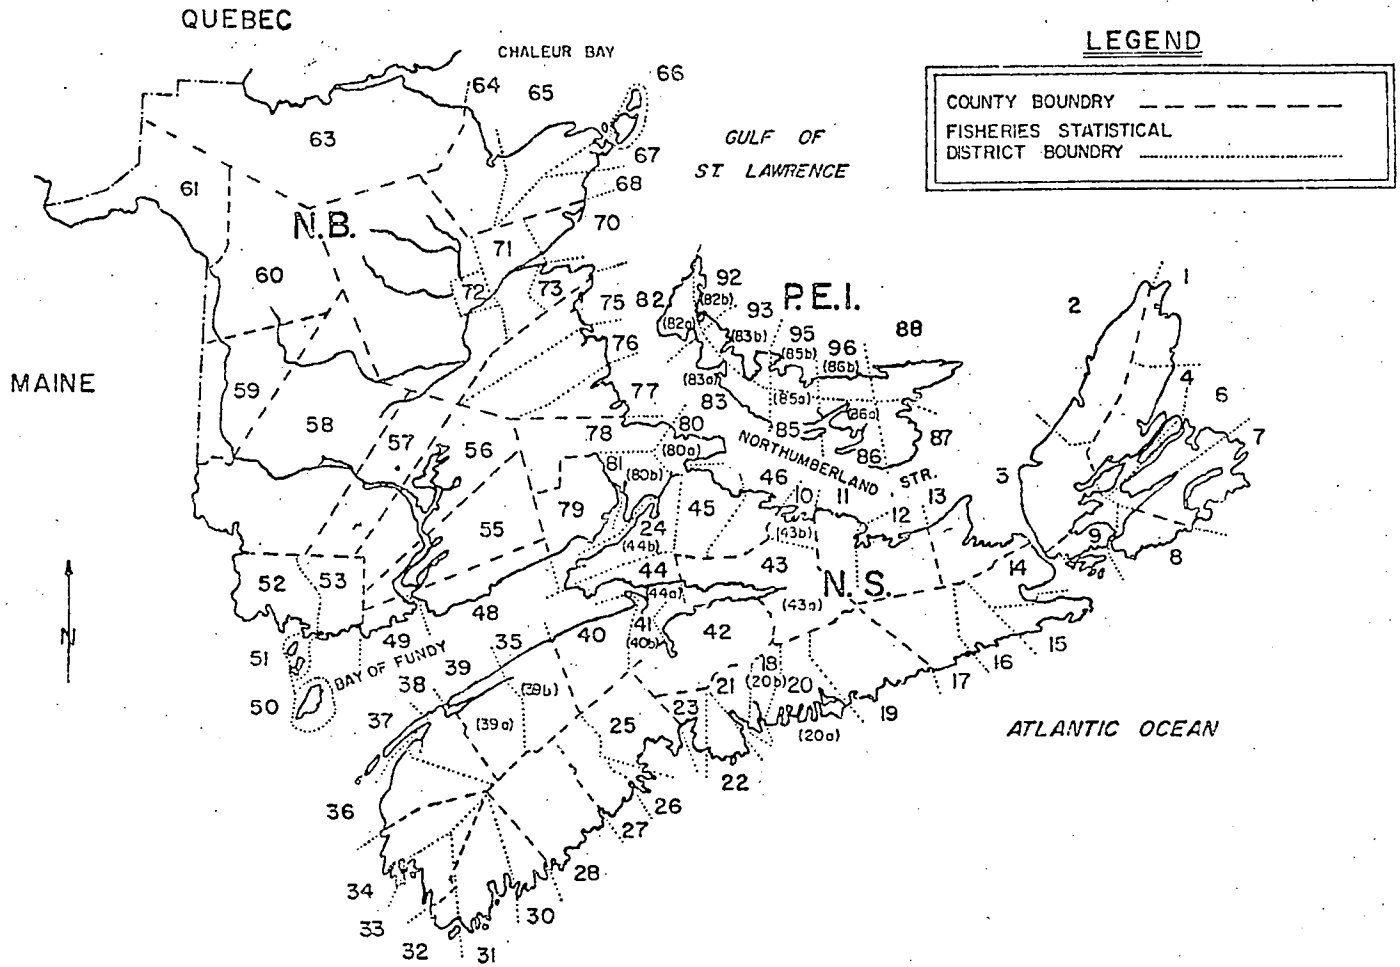 QUEBEC
CHALEUR BAY
LEGEND
COUNTY BOUNDRY
FISHERIES STATISTICAL
DISTRICT BOUNDRY
GULF OF
ST. LAWRENCE
MAINE
N.B.
P.E.I.
N.S.
NORTHUMBERLAND STR.
BAY OF FUNDY
ATLANTIC OCEAN
N
66
64
65
63
67
68
61
70
71
60
72
73
75
76
77
59
58
57
56
78
80
(80a)
81
(80b)
79
55
52
53
51
50
49
48
82
(82a)
92
(82b)
93
(83b)
95
(85b)
96
(86b)
88
(83a)
83
(85a)
85
(86a)
86
87
1
2
4
6
7
3
9
8
46
10
11
12
13
14
45
(43b)
24
(44b)
44
43
(44a)
(43a)
41
(40b)
42
40
35
39
38
37
(39b)
(39a)
36
34
33
32
31
30
28
27
26
25
23
22
21
18
(20b)
20
(20a)
19
17
16
15